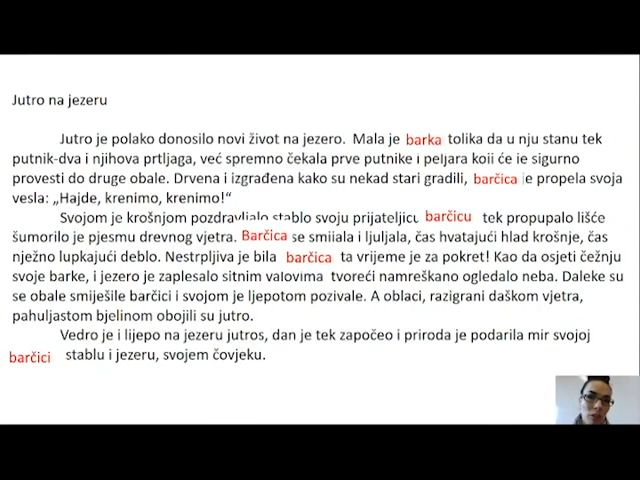 Jutro na jezeru
Jutro je polako donosilo novi život na jezero. Mala je barka tolika da u nju stanu tek
putnik-dva i njihova prtljaga, već spremno čekala prve putnike i peljara koji će je sigurno
provesti do druge obale. Drvena i izgrađena kako su nekad stari gradili, barčica je propela svoja
vesla: „Hajde, krenimo, krenimo!“
Svojom je krošnjom pozdravljalo stablo svoju prijateljicu barčicu tek propupalo lišće
šumorilo je pjesmu drevnog vjetra. Barčica se smijala i ljuljala, čas hvatajući hlad krošnje, čas
nježno lupkajući deblo. Nestrpljiva je bila barčica ta vrijeme je za pokret! Kao da osjeti čežnju
svoje barke, i jezero je zaplesalo sitnim valovima tvoreći namreškano ogledalo neba. Daleke su
se obale smiješile barčici i svojom je ljepotom pozivale. A oblaci, razigrani daškom vjetra,
pahuljastom bjelinom obojili su jutro.
Vedro je i lijepo na jezeru jutros, dan je tek započeo i priroda je podarila mir svojoj
barčici stablu i jezeru, svojem čovjeku.